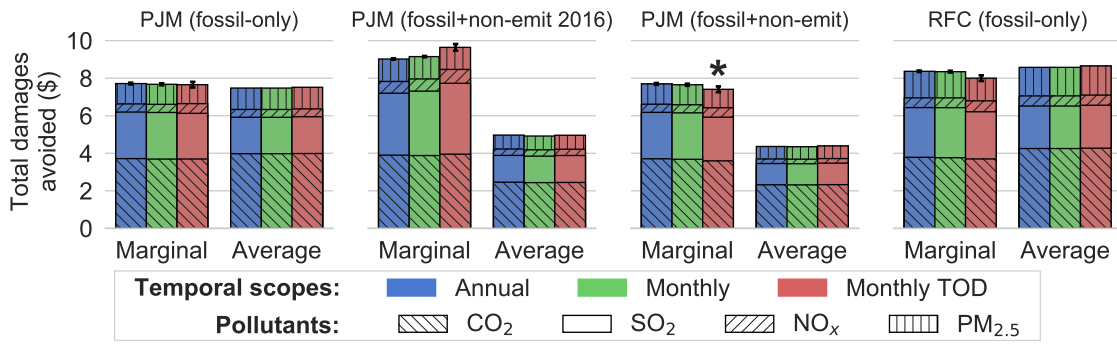 PJM (fossil-only) PJM (fossil+non-emit 2016) PJM (fossil+non-emit) RFC (fossil-only)
Total damages
avoided ($)
10
8
6
4
2
0
*
Marginal Average Marginal Average Marginal Average Marginal Average
Temporal scopes: Annual Monthly Monthly TOD
Pollutants: CO₂ SO₂ NOₓ PM₂.₅